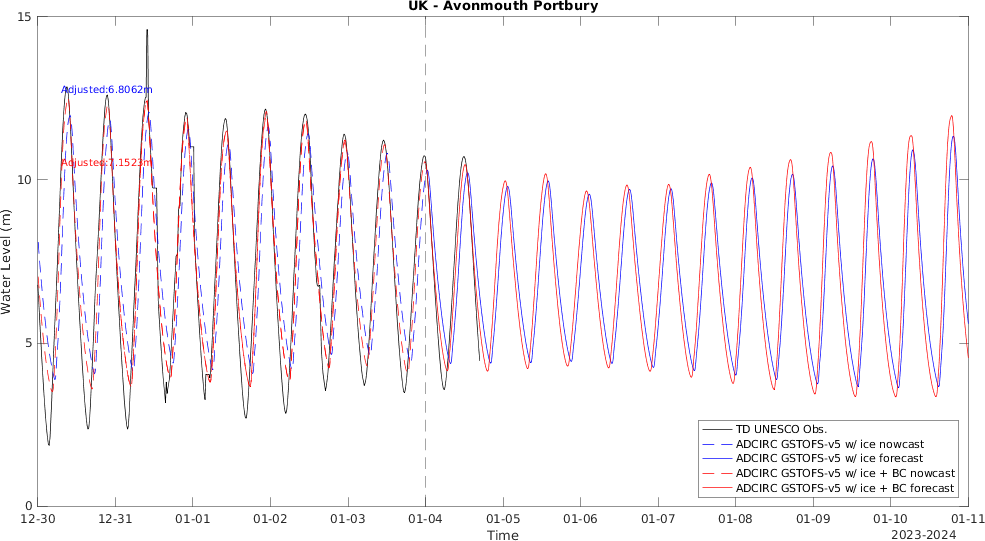 UK - Avonmouth Portbury
15
10
5
0
Water Level (m)
Adjusted:6.8062m
Adjusted:7.1523m
TD UNESCO Obs.
ADCIRC GSTOFS-v5 w/ ice nowcast
ADCIRC GSTOFS-v5 w/ ice forecast
ADCIRC GSTOFS-v5 w/ ice + BC nowcast
ADCIRC GSTOFS-v5 w/ ice + BC forecast
12-30 12-31 01-01 01-02 01-03 01-04 01-05 01-06 01-07 01-08 01-09 01-10 01-11
Time
2023-2024